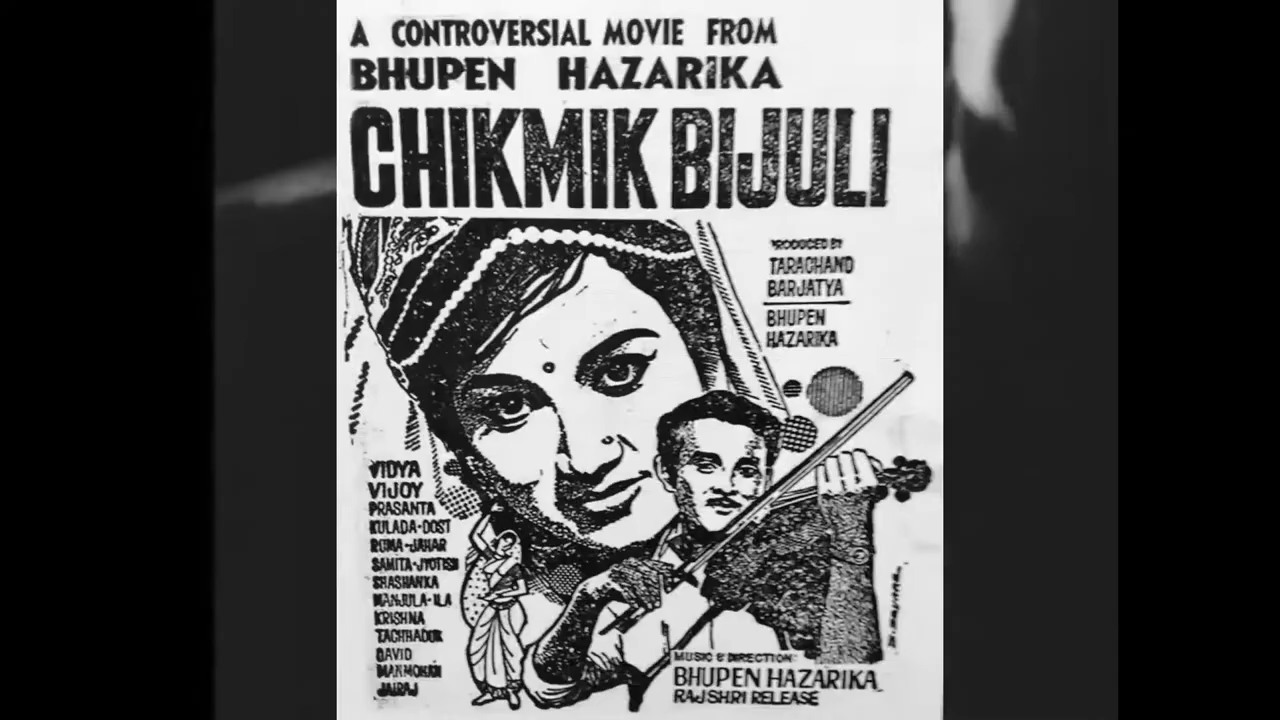 A CONTROVERSIAL MOVIE FROM
BHUPEN HAZARIKA
CHIKMIK BIJULI
PRODUCED BY
TARACHAND
BARJATYA
BHUPEN
HAZARIKA
VIDYA
VIJOY
PRASANTA
KULADA-DOST
RUMA-JAHAR
SAMITA-JYOTISH
SHASHANKA
MANJULA-ILA
KRISHNA
DAVID
MANMOHAN
JAIRAJ
MUSIC & DIRECTION:
BHUPEN HAZARIKA
RAJSHRI RELEASE